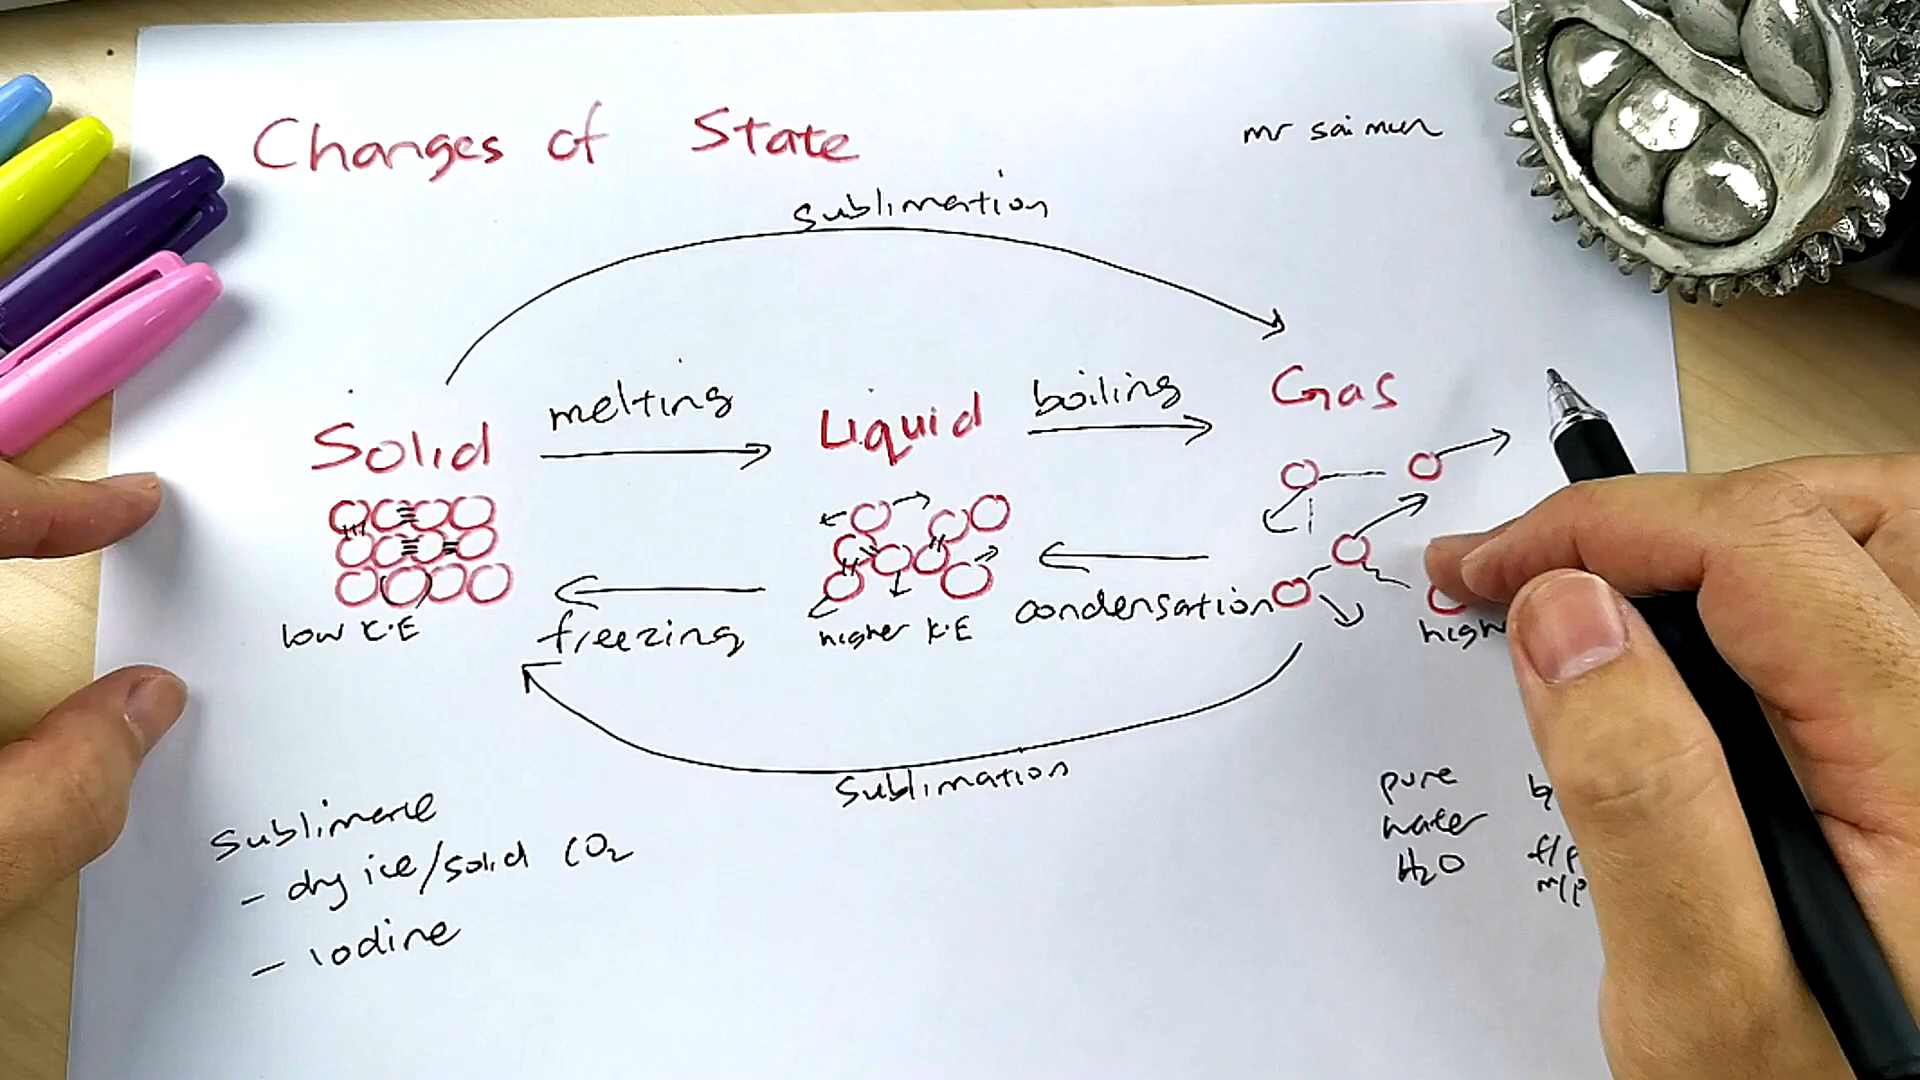 Changes of State
mr sai mun
sublimation
Solid
melting
Liquid
boiling
Gas
low K.E
freezing
higher K.E
condensation
high
sublimation
sublimate
- dry ice/solid CO2
- iodine
pure
water
H2O
f/p
m/p